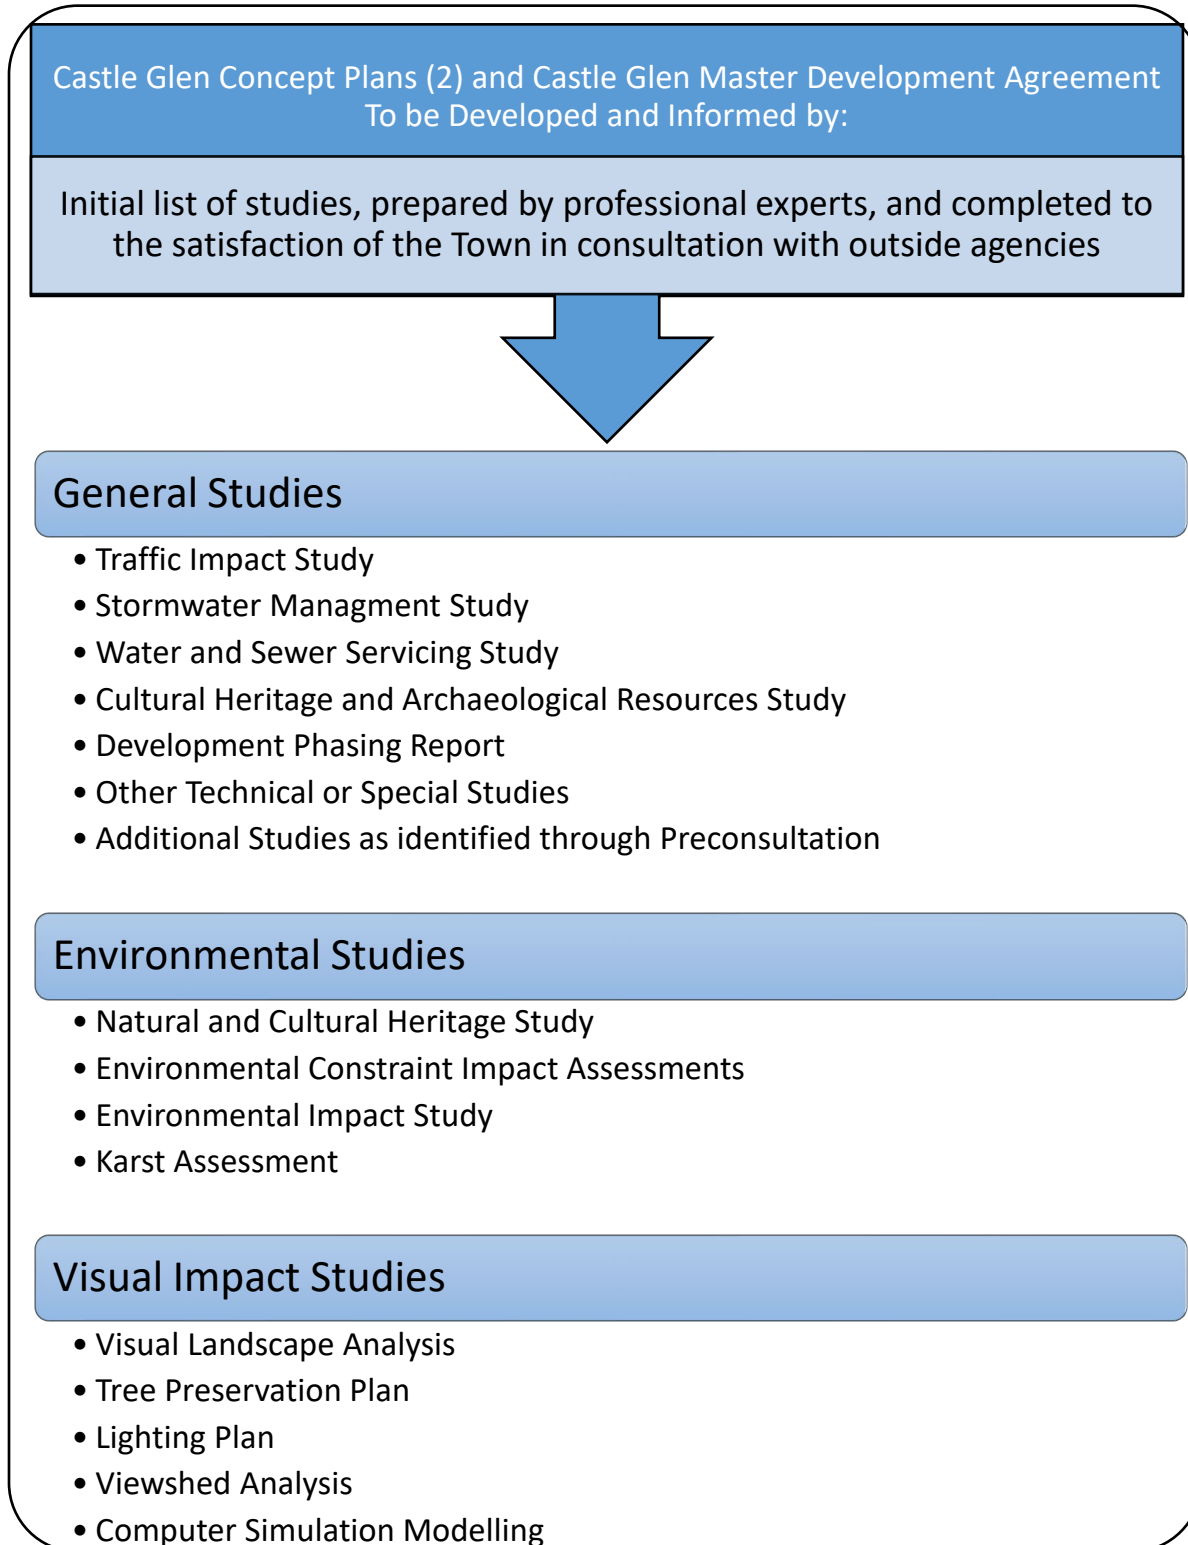 Castle Glen Concept Plans (2) and Castle Glen Master Development Agreement
To be Developed and Informed by:
Initial list of studies, prepared by professional experts, and completed to
the satisfaction of the Town in consultation with outside agencies
General Studies
• Traffic Impact Study
• Stormwater Managment Study
• Water and Sewer Servicing Study
• Cultural Heritage and Archaeological Resources Study
• Development Phasing Report
• Other Technical or Special Studies
• Additional Studies as identified through Preconsultation
Environmental Studies
• Natural and Cultural Heritage Study
• Environmental Constraint Impact Assessments
• Environmental Impact Study
• Karst Assessment
Visual Impact Studies
• Visual Landscape Analysis
• Tree Preservation Plan
• Lighting Plan
• Viewshed Analysis
• Computer Simulation Modelling